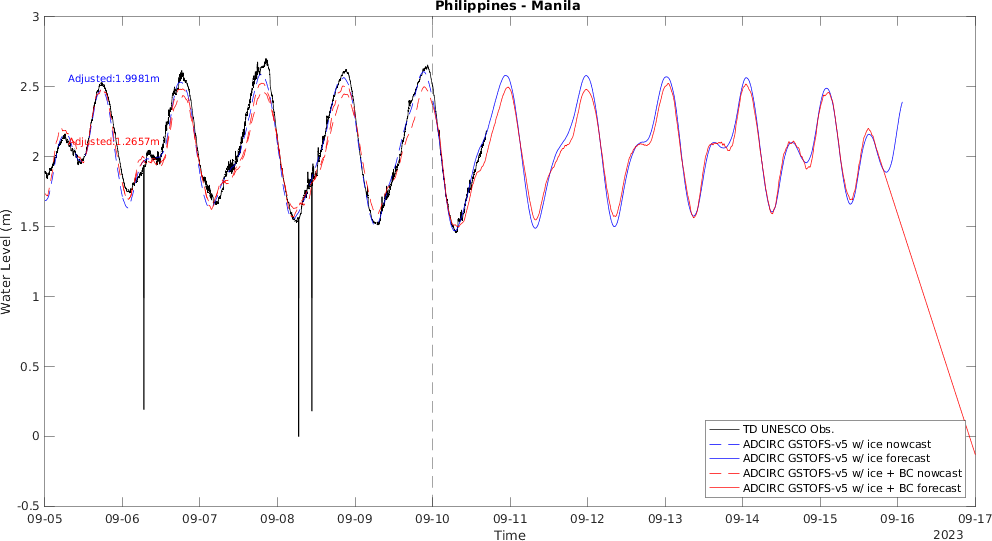 Philippines - Manila
3
2.5
2
1.5
1
0.5
0
-0.5
Water Level (m)
Adjusted:1.9981m
Adjusted:1.2657m
TD UNESCO Obs.
ADCIRC GSTOFS-v5 w/ ice nowcast
ADCIRC GSTOFS-v5 w/ ice forecast
ADCIRC GSTOFS-v5 w/ ice + BC nowcast
ADCIRC GSTOFS-v5 w/ ice + BC forecast
09-05 09-06 09-07 09-08 09-09 09-10 09-11 09-12 09-13 09-14 09-15 09-16 09-17
Time
2023